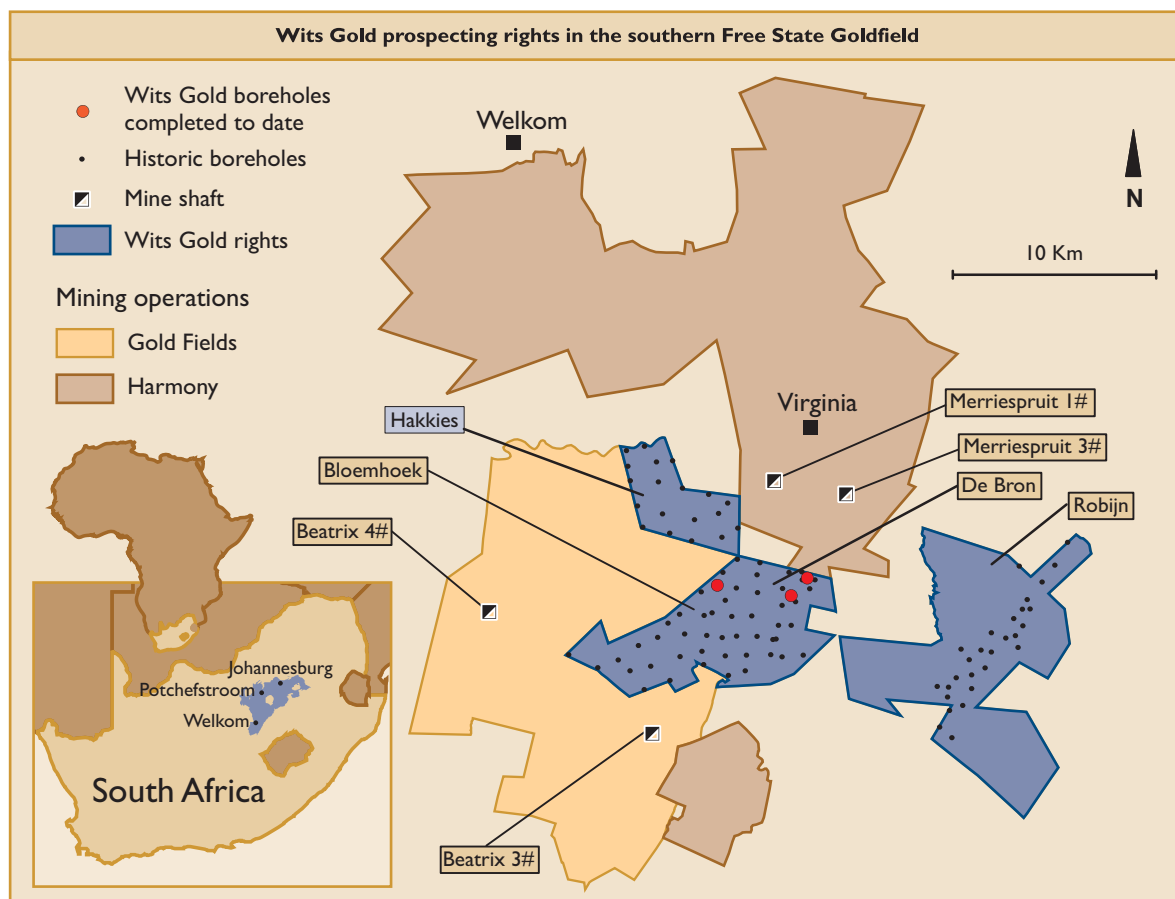 Wits Gold prospecting rights in the southern Free State Goldfield
Wits Gold boreholes
completed to date
Historic boreholes
Mine shaft
Wits Gold rights
Mining operations
Gold Fields
Harmony
Welkom
N
10 Km
Virginia
Merriespruit 1#
Merriespruit 3#
De Bron
Robijn
Hakkies
Bloemhoek
Beatrix 4#
Beatrix 3#
Johannesburg
Potchefstroom
Welkom
South Africa